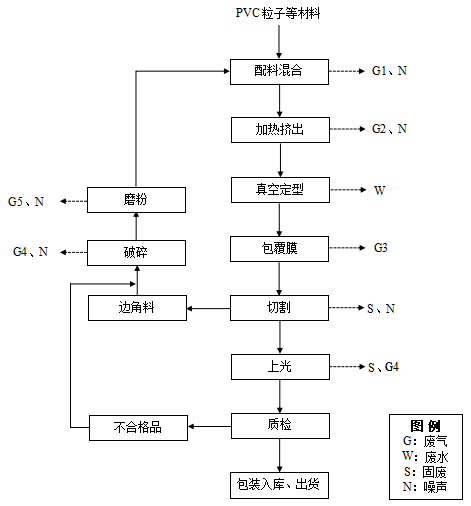 PVC粒子等材料
配料混合
G1、N
加热挤出
G2、N
真空定型
W
磨粉
G5、N
破碎
G4、N
包覆膜
G3
边角料
切割
S、N
上光
S、G4
不合格品
质检
包装入库、出货
图 例
G：废气
W：废水
S：固废
N：噪声